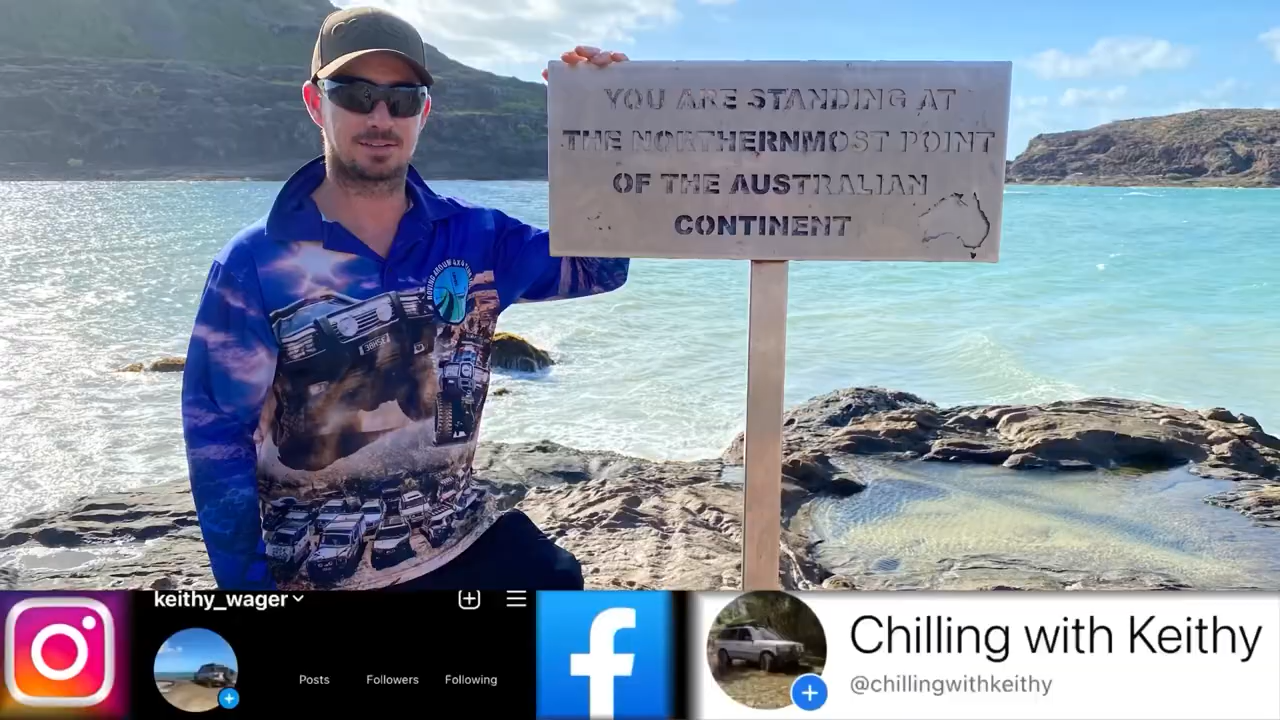 YOU ARE STANDING AT
THE NORTHERNMOST POINT
OF THE AUSTRALIAN
CONTINENT
keithy_wager
Posts Followers Following
Chilling with Keithy
@chillingwithkeithy